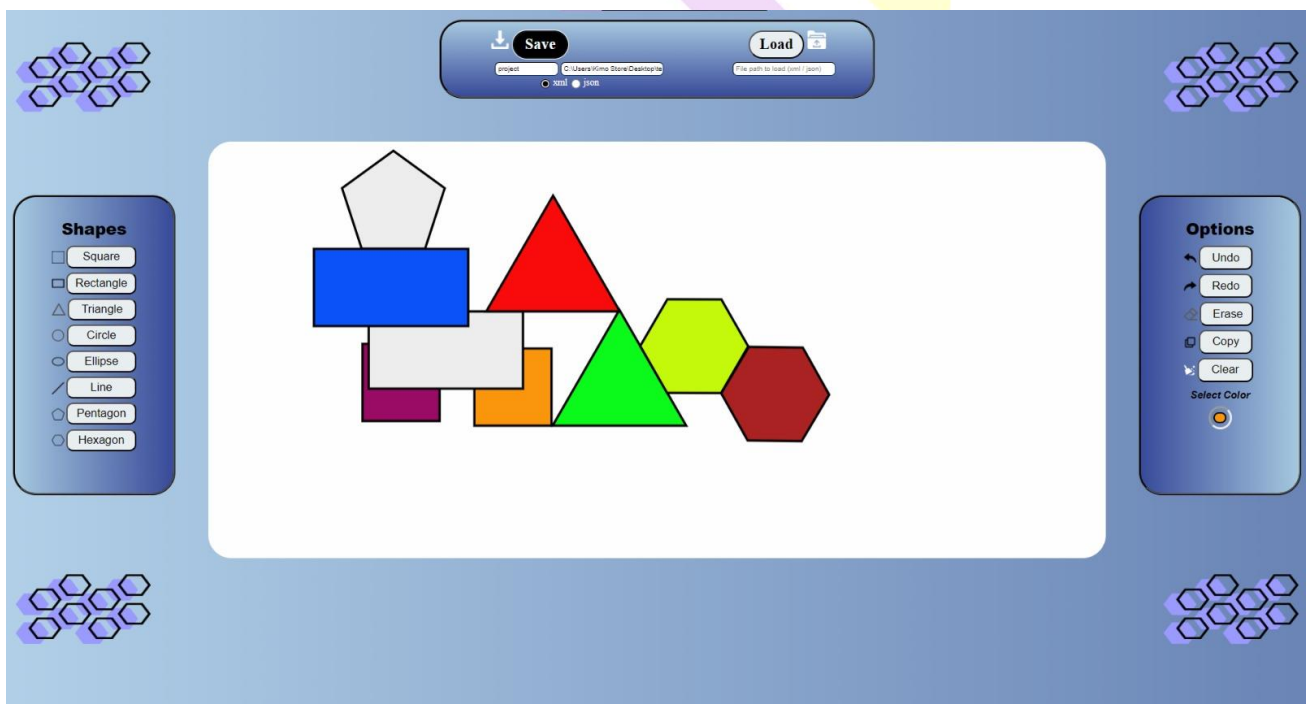 Save
Load
project
C:\Users\Kimo Store\Desktop\te
File path to load (xml / json)
xml json
Shapes
Square
Rectangle
Triangle
Circle
Ellipse
Line
Pentagon
Hexagon
Options
Undo
Redo
Erase
Copy
Clear
Select Color